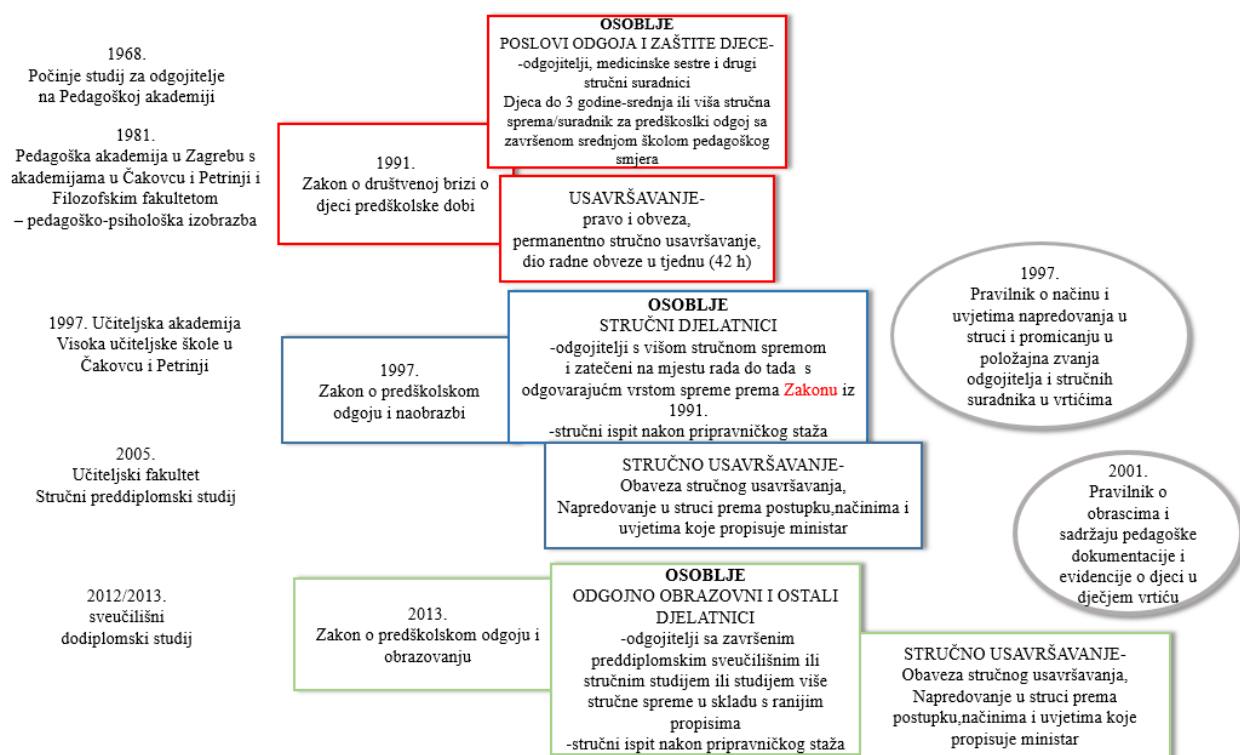 1968.
Počinje studij za odgojitelje
na Pedagoškoj akademiji
1981.
Pedagoška akademija u Zagrebu s
akademijama u Čakovcu i Petrinji i
Filozofskim fakultetom
– pedagoško-psihološka izobrazba
1991.
Zakon o društvenoj brizi o
djeci predškolske dobi
OSOBLJE
POSLOVI ODGOJA I ZAŠTITE DJECE-
-odgojitelji, medicinske sestre i drugi
stručni suradnici
Djeca do 3 godine-srednja ili viša stručna
sprema/suradnik za predškoslki odgoj sa
završenom srednjom školom pedagoškog
smjera
USAVRŠAVANJE-
pravo i obveza,
permanentno stručno usavršavanje,
dio radne obveze u tjednu (42 h)
1997. Učiteljska akademija
Visoka učiteljske škole u
Čakovcu i Petrinji
1997.
Zakon o predškolskom
odgoju i naobrazbi
OSOBLJE
STRUČNI DJELATNICI
-odgojitelji s višom stručnom spremom
i zatečeni na mjestu rada do tada s
odgovarajućm vrstom spreme prema Zakonu iz
1991.
-stručni ispit nakon pripravničkog staža
STRUČNO USAVRŠAVANJE-
Obaveza stručnog usavršavanja,
Napredovanje u struci prema postupku,načinima i
uvjetima koje propisuje ministar
1997.
Pravilnik o načinu i
uvjetima napredovanja u
struci i promicanju u
položajna zvanja
odgojitelja i stručnih
suradnika u vrtićima
2005.
Učiteljski fakultet
Stručni preddiplomski studij
2001.
Pravilnik o
obrascima i
sadržaju pedagoške
dokumentacije i
evidencije o djeci u
dječjem vrtiću
2012/2013.
sveučilišni
dodiplomski studij
2013.
Zakon o predškolskom odgoju i
obrazovanju
OSOBLJE
ODGOJNO OBRAZOVNI I OSTALI
DJELATNICI
-odgojitelji sa završenim
preddiplomskim sveučilišnim ili
stručnim studijem ili studijem više
stručne spreme u skladu s ranijim
propisima
-stručni ispit nakon pripravničkog staža
STRUČNO USAVRŠAVANJE-
Obaveza stručnog usavršavanja,
Napredovanje u struci prema
postupku,načinima i uvjetima koje
propisuje ministar